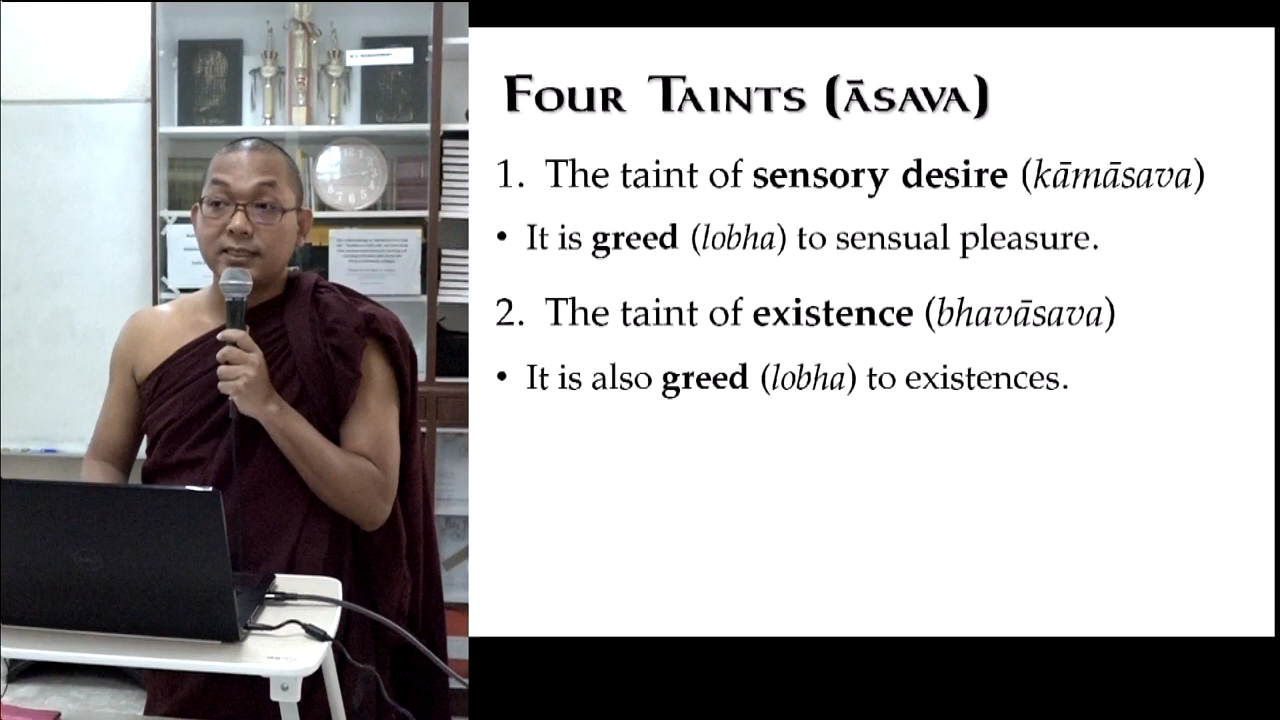 FOUR TAINTS (ĀSAVA)
1. The taint of sensory desire (kāmāsava)
• It is greed (lobha) to sensual pleasure.
2. The taint of existence (bhavāsava)
• It is also greed (lobha) to existences.